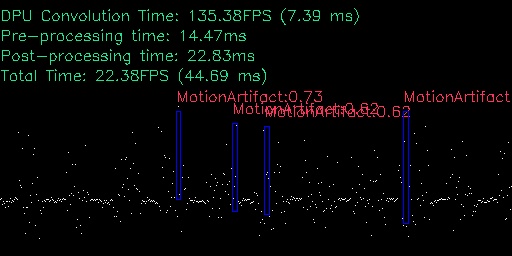 DPU Convolution Time: 135.38FPS (7.39 ms)
Pre-processing time: 14.47ms
Post-processing time: 22.83ms
Total Time: 22.38FPS (44.69 ms)
MotionArtifact:0.73
MotionArtifact
MotionArtifact:0.62
MotionArtifact:0.62